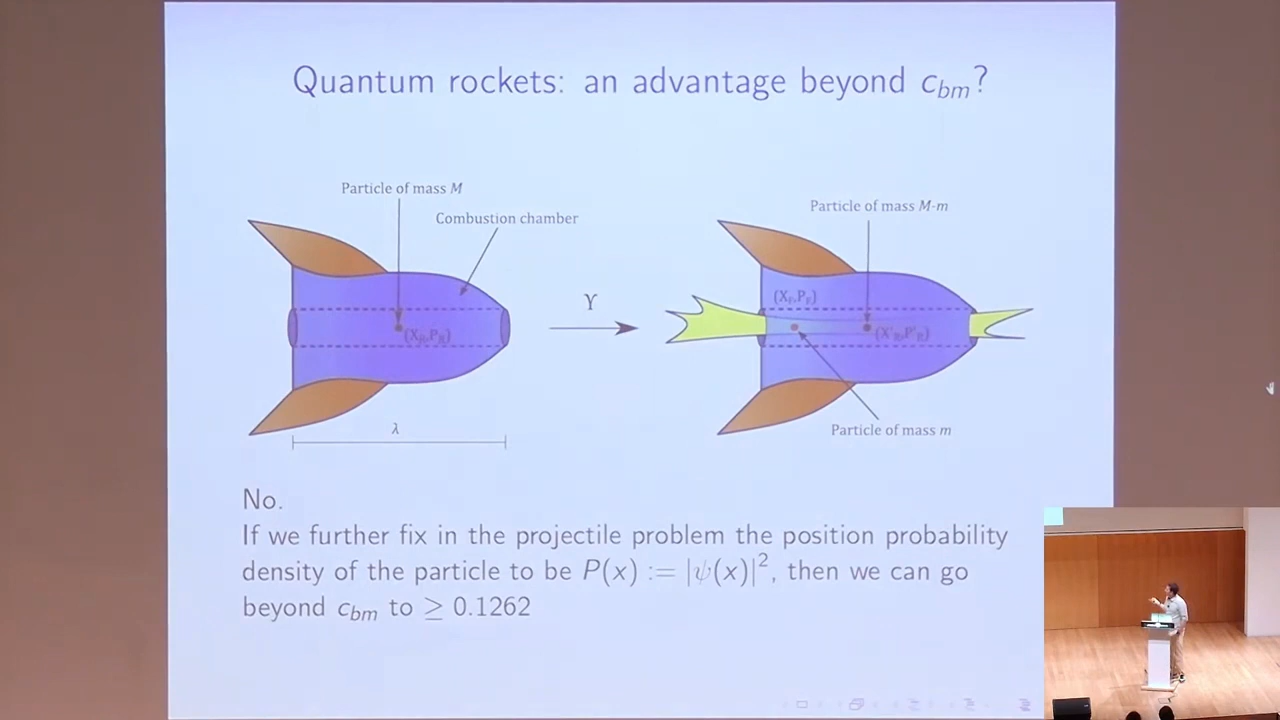 Quantum rockets: an advantage beyond c_bm?
Particle of mass M
Combustion chamber
(X_R,P_R)
λ
Υ
Particle of mass M-m
(X_F,P_F)
(X'_R,P'_R)
Particle of mass m
No.
If we further fix in the projectile problem the position probability
density of the particle to be P(x) := |ψ(x)|², then we can go
beyond c_bm to ≥ 0.1262